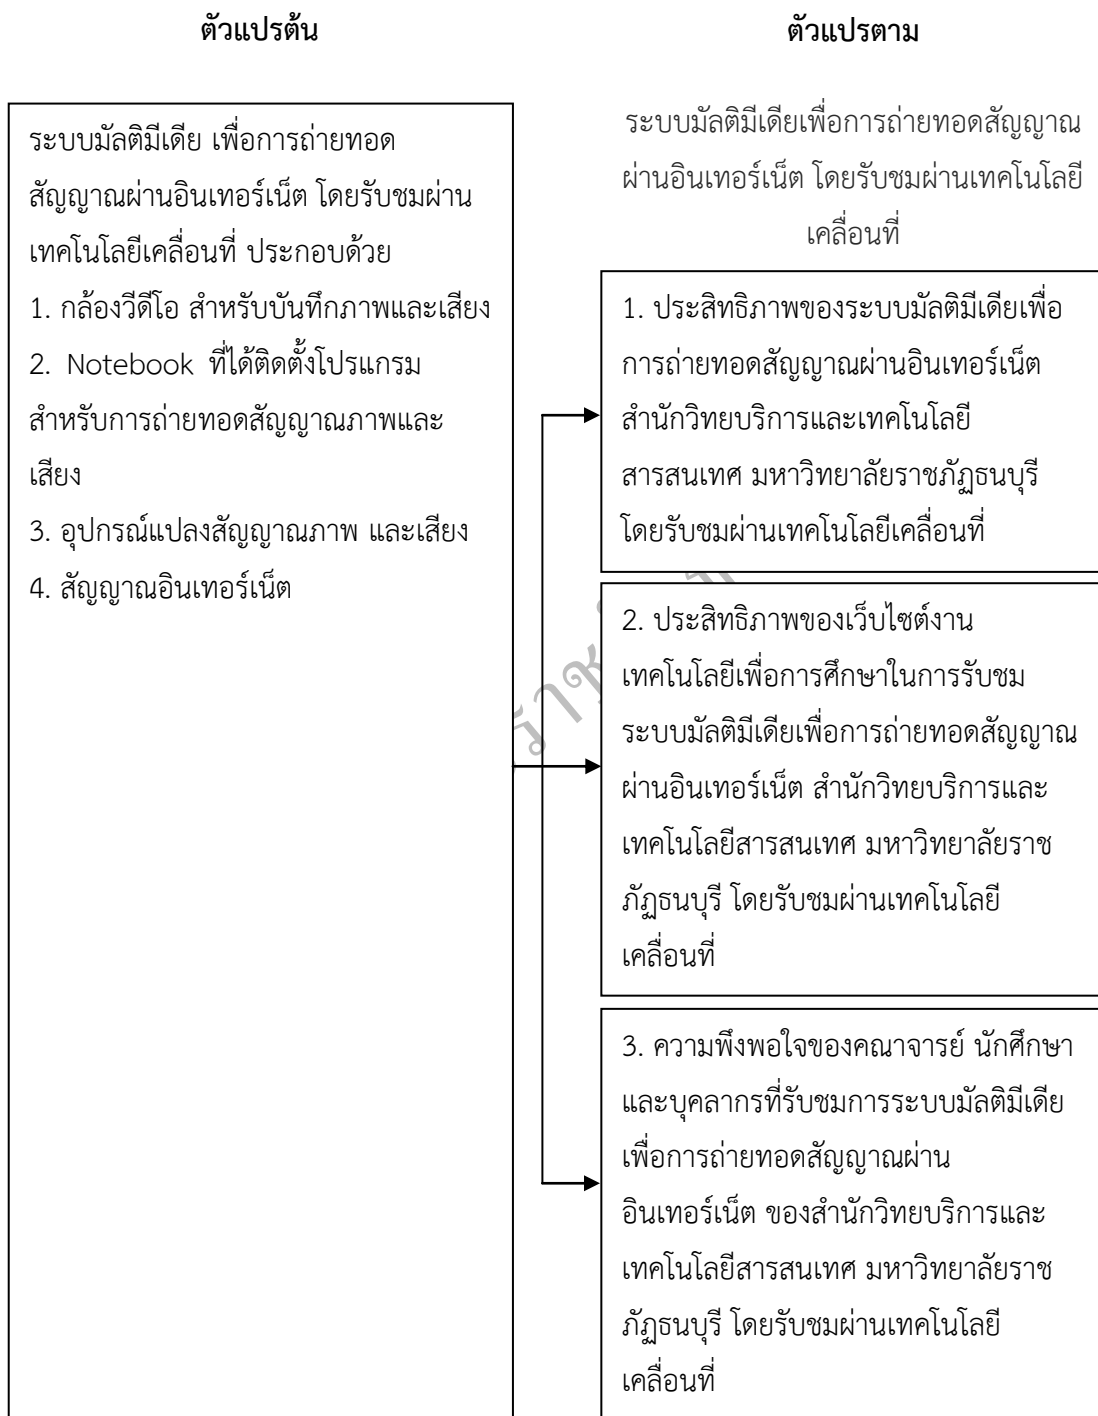 ตัวแปรต้น
ตัวแปรตาม
ระบบมัลติมีเดีย เพื่อการถ่ายทอด
สัญญาณผ่านอินเทอร์เน็ต โดยรับชมผ่าน
เทคโนโลยีเคลื่อนที่ ประกอบด้วย
1. กล้องวีดีโอ สำหรับบันทึกภาพและเสียง
2. Notebook ที่ได้ติดตั้งโปรแกรม
สำหรับการถ่ายทอดสัญญาณภาพและ
เสียง
3. อุปกรณ์แปลงสัญญาณภาพ และเสียง
4. สัญญาณอินเทอร์เน็ต
ระบบมัลติมีเดียเพื่อการถ่ายทอดสัญญาณ
ผ่านอินเทอร์เน็ต โดยรับชมผ่านเทคโนโลยี
เคลื่อนที่
1. ประสิทธิภาพของระบบมัลติมีเดียเพื่อ
การถ่ายทอดสัญญาณผ่านอินเทอร์เน็ต
สำนักวิทยบริการและเทคโนโลยี
สารสนเทศ มหาวิทยาลัยราชภัฏธนบุรี
โดยรับชมผ่านเทคโนโลยีเคลื่อนที่
2. ประสิทธิภาพของเว็บไซต์งาน
เทคโนโลยีเพื่อการศึกษาในการรับชม
ระบบมัลติมีเดียเพื่อการถ่ายทอดสัญญาณ
ผ่านอินเทอร์เน็ต สำนักวิทยบริการและ
เทคโนโลยีสารสนเทศ มหาวิทยาลัยราช
ภัฏธนบุรี โดยรับชมผ่านเทคโนโลยี
เคลื่อนที่
3. ความพึงพอใจของคณาจารย์ นักศึกษา
และบุคลากรที่รับชมการระบบมัลติมีเดีย
เพื่อการถ่ายทอดสัญญาณผ่าน
อินเทอร์เน็ต ของสำนักวิทยบริการและ
เทคโนโลยีสารสนเทศ มหาวิทยาลัยราช
ภัฏธนบุรี โดยรับชมผ่านเทคโนโลยี
เคลื่อนที่